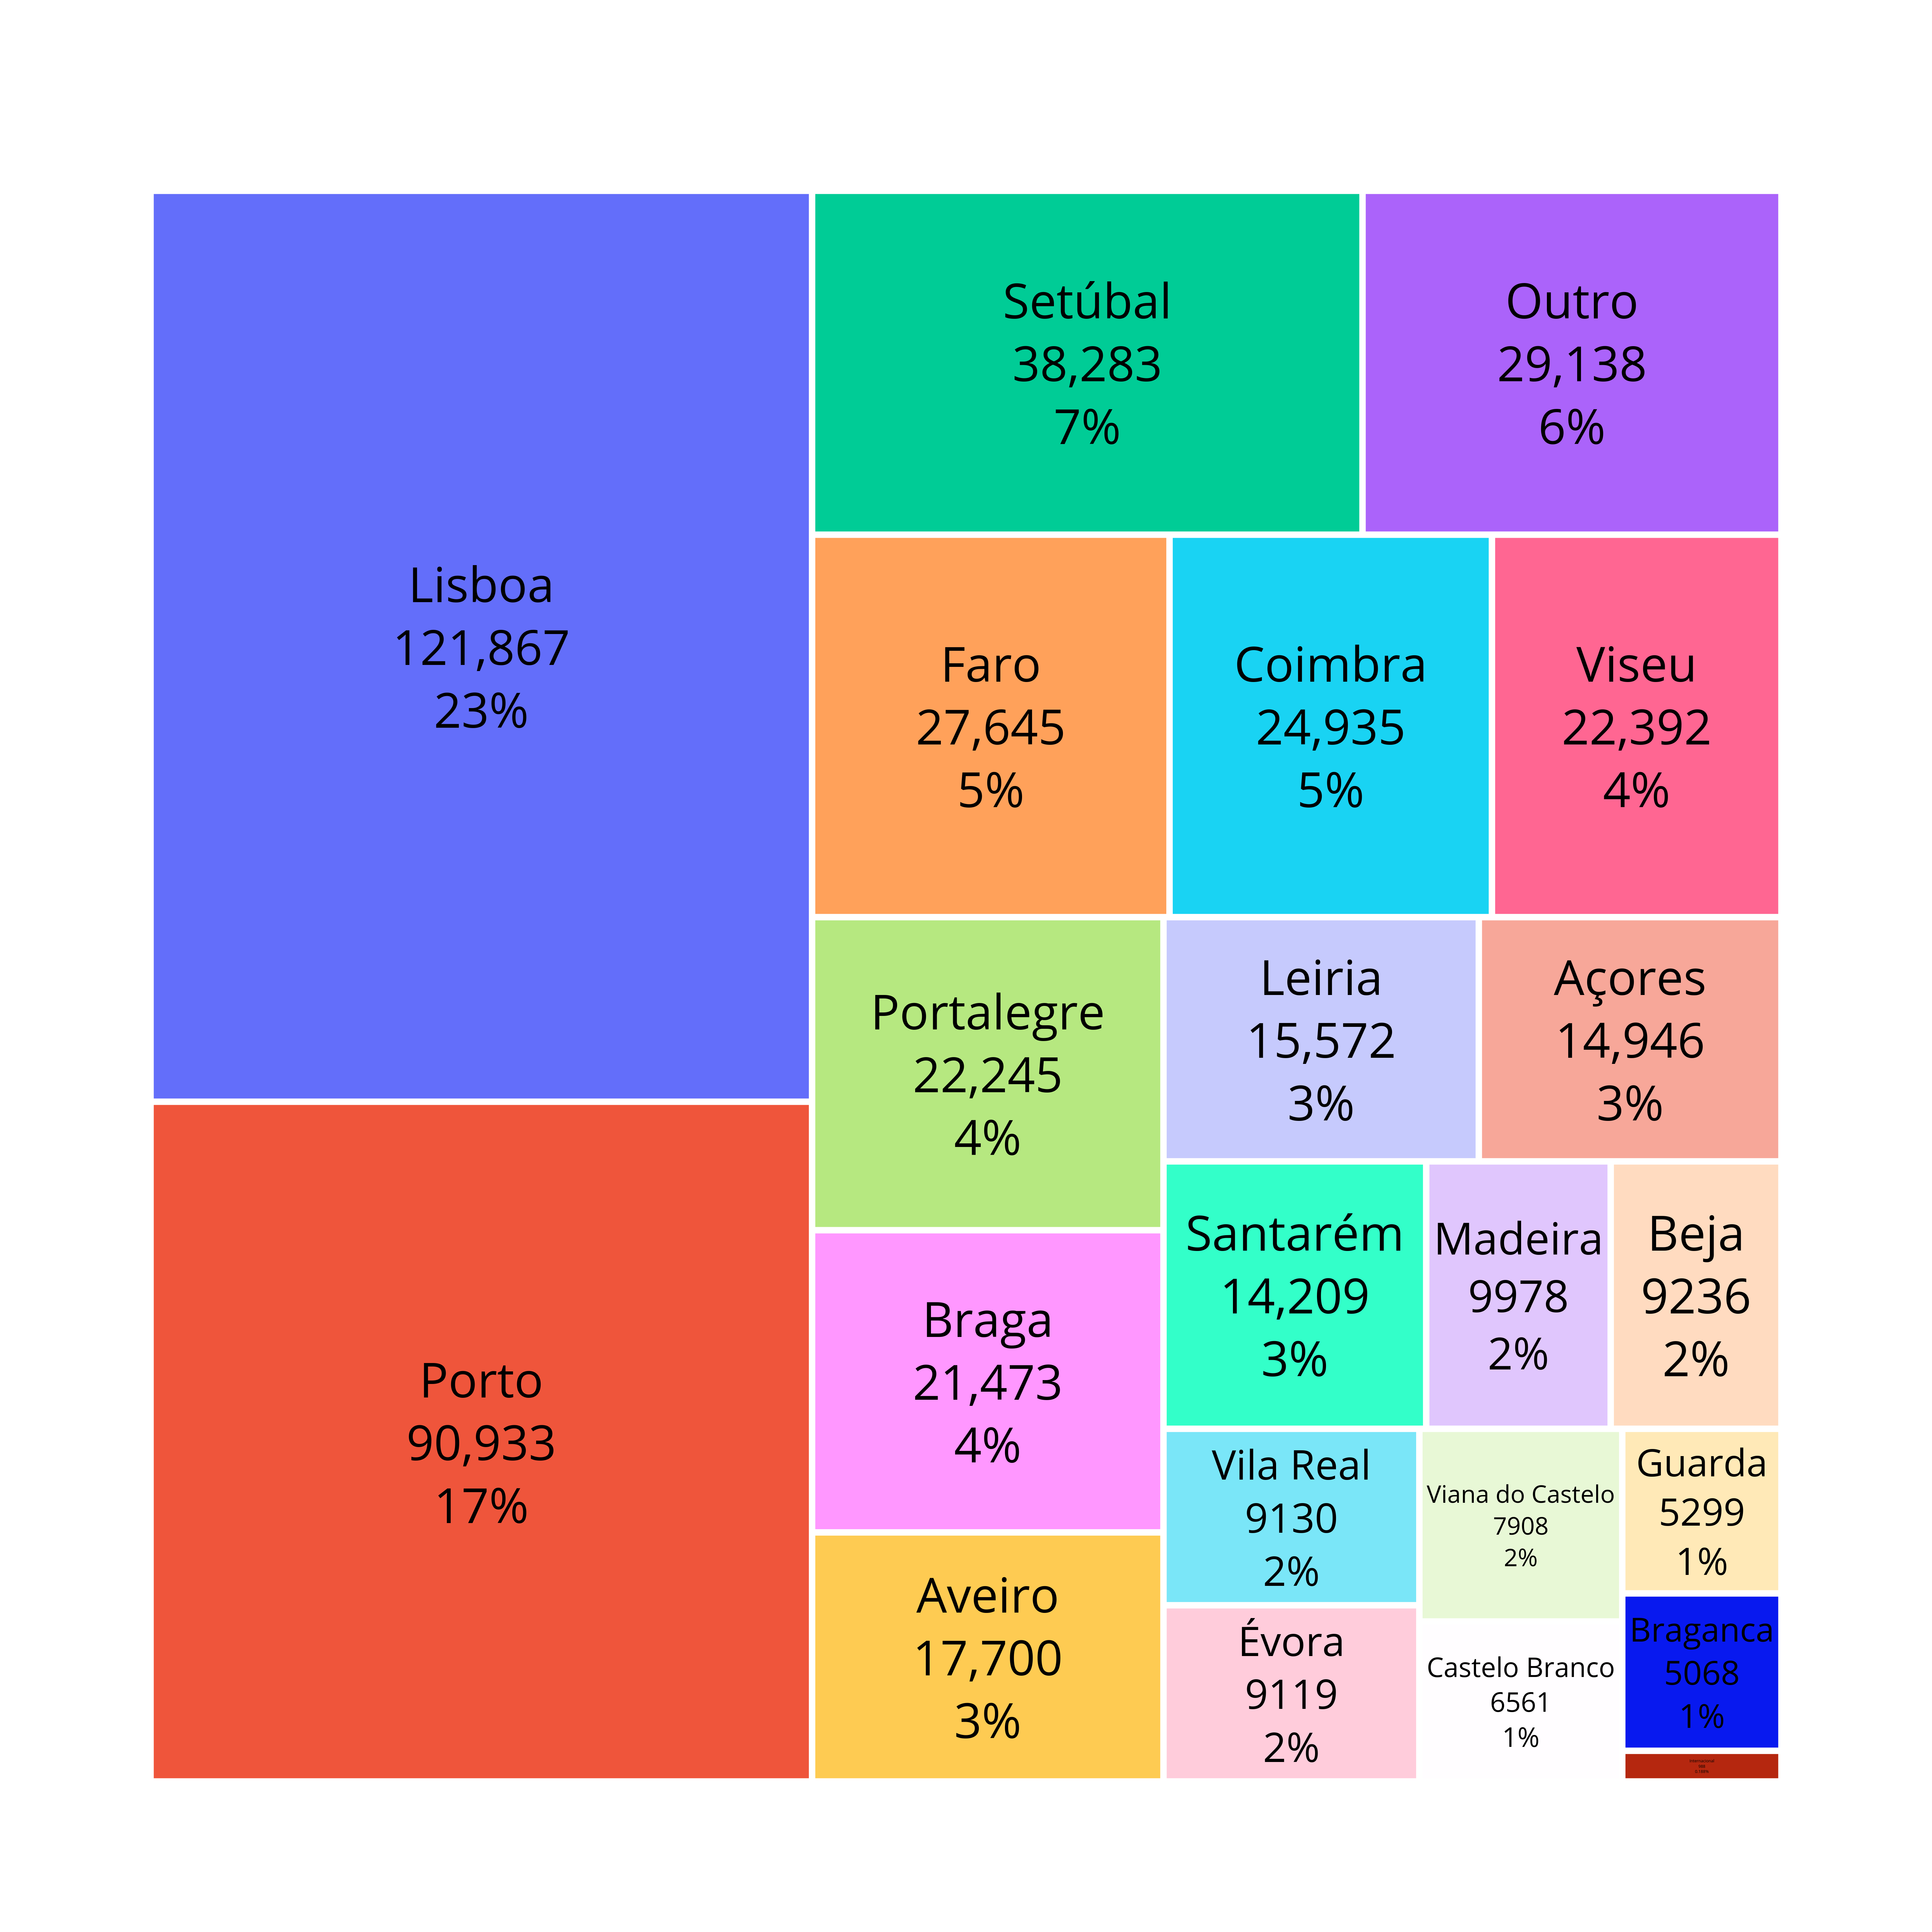 Lisboa
121,867
23%
Porto
90,933
17%
Setúbal
38,283
7%
Outro
29,138
6%
Faro
27,645
5%
Coimbra
24,935
5%
Viseu
22,392
4%
Portalegre
22,245
4%
Braga
21,473
4%
Aveiro
17,700
3%
Leiria
15,572
3%
Açores
14,946
3%
Santarém
14,209
3%
Madeira
9978
2%
Beja
9236
2%
Vila Real
9130
2%
Évora
9119
2%
Viana do Castelo
7908
2%
Castelo Branco
6561
1%
Guarda
5299
1%
Braganca
5068
1%